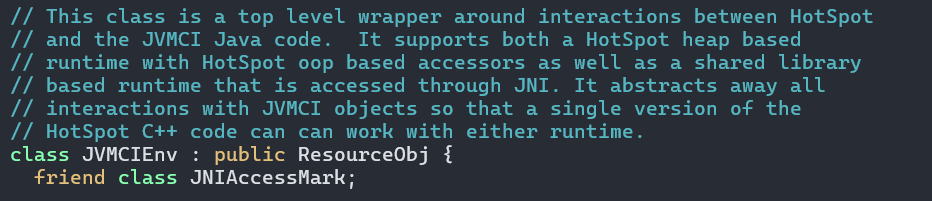 // This class is a top level wrapper around interactions between HotSpot
// and the JVMCI Java code.  It supports both a HotSpot heap based
// runtime with HotSpot oop based accessors as well as a shared library
// based runtime that is accessed through JNI. It abstracts away all
// interactions with JVMCI objects so that a single version of the
// HotSpot C++ code can can work with either runtime.
class JVMCIEnv : public ResourceObj {
  friend class JNIAccessMark;